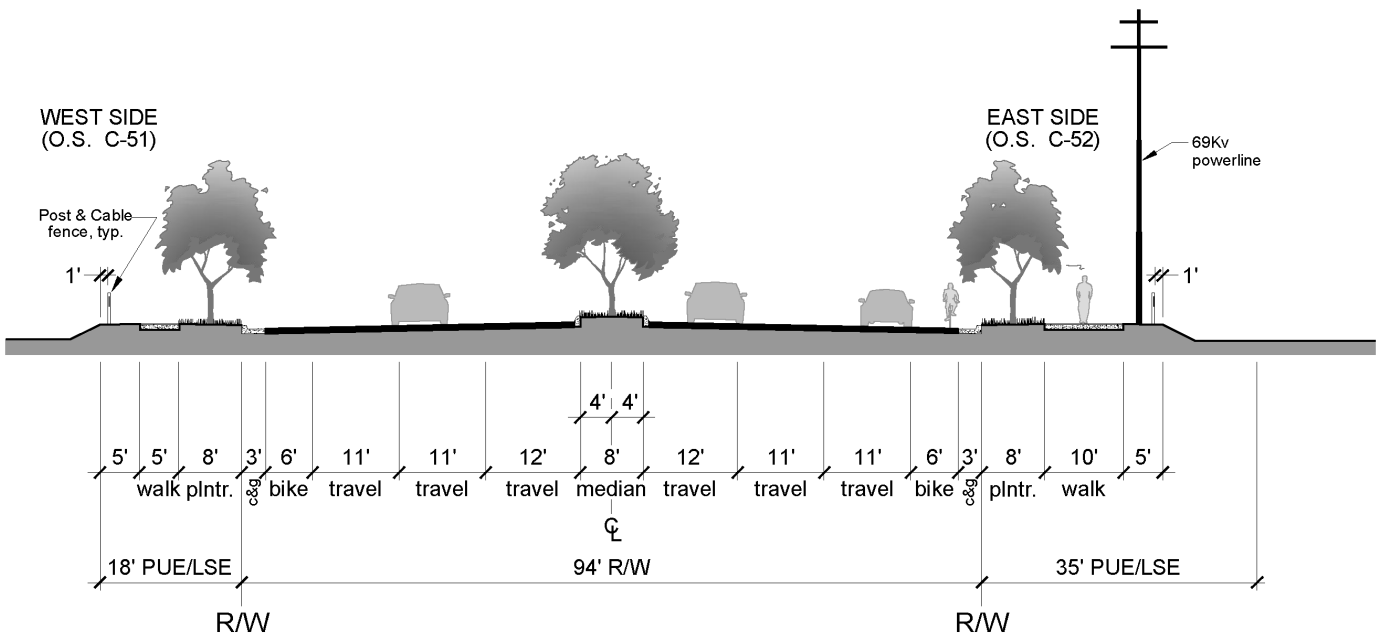 WEST SIDE
(O.S. C-51)
EAST SIDE
(O.S. C-52)
69Kv
powerline
Post & Cable
fence, typ.
1'
1'
4' 4'
5' 5' 8' 3' 6' 11' 11' 12' 8' 12' 11' 11' 6' 3' 8' 10' 5'
walk plntr. c&g bike travel travel travel median travel travel travel bike c&g plntr. walk
CL
18' PUE/LSE 94' R/W 35' PUE/LSE
R/W R/W